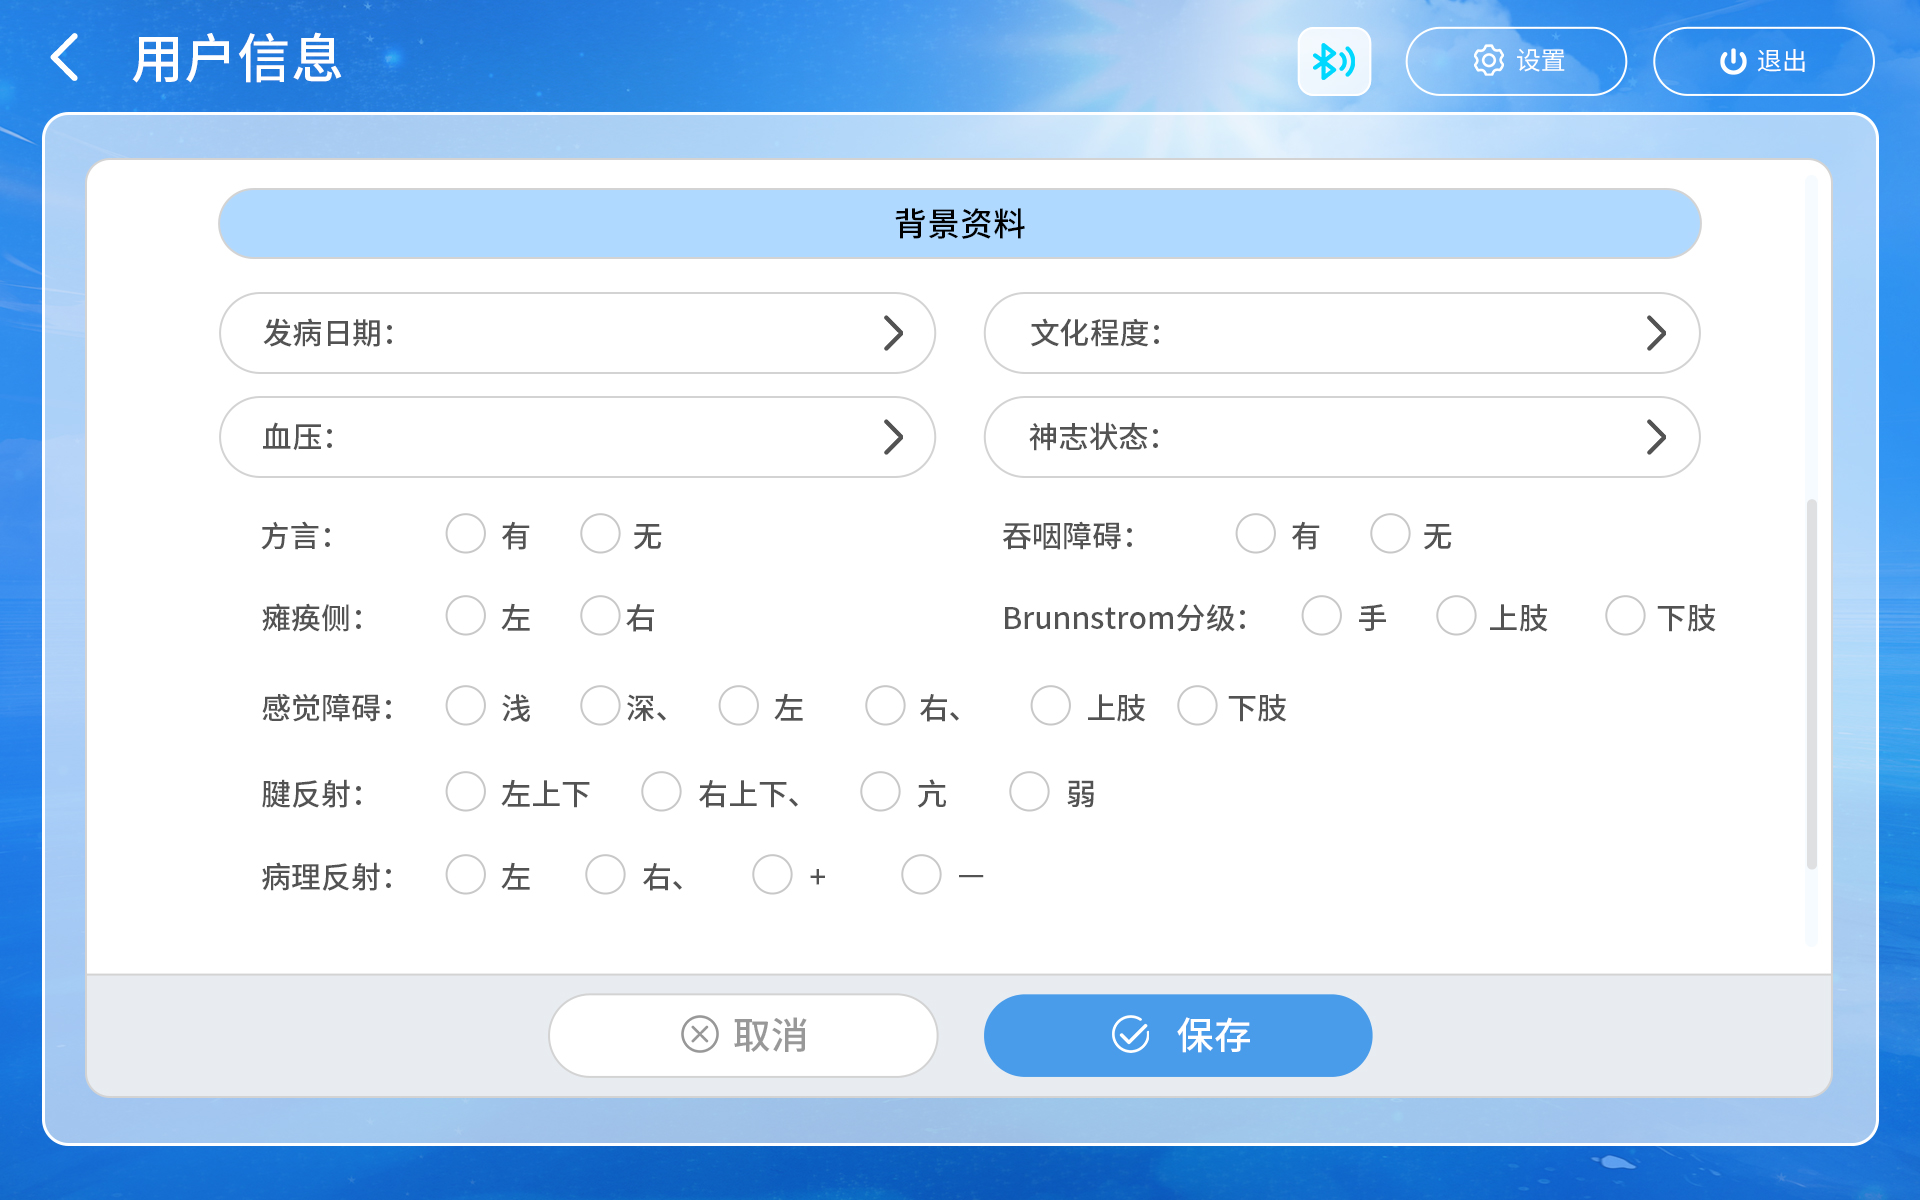 用户信息
设置
退出
背景资料
发病日期：
文化程度：
血压：
神志状态：
方言： 有 无
吞咽障碍： 有 无
瘫痪侧： 左 右
Brunnstrom分级： 手 上肢 下肢
感觉障碍： 浅 深、 左 右、 上肢 下肢
腱反射： 左上下 右上下、 亢 弱
病理反射： 左 右、 + —
取消
保存